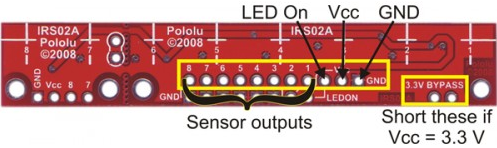 LED On Vcc GND
IRS02A
Pololu
©2008
IRS02A
Pololu
©2008
8 7 6 5 4 3 2 1
8 7 6 5 4 3 2 1 GND
GND Vcc 8 7
GND LEDON
3.3V BYPASS
Sensor outputs
Short these if
Vcc = 3.3 V